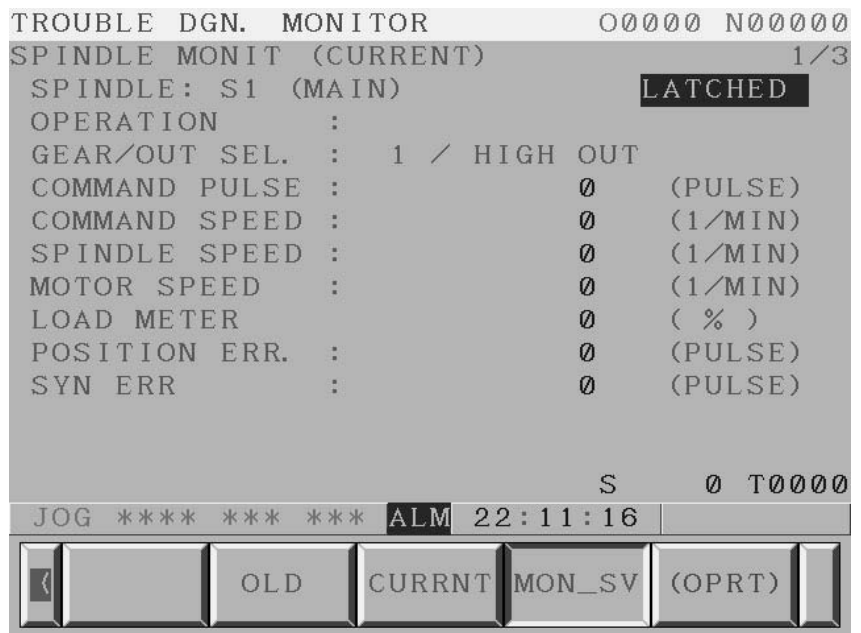 TROUBLE DGN. MONITOR O0000 N00000
SPINDLE MONIT (CURRENT) 1/3
SPINDLE: S1 (MAIN) LATCHED
OPERATION :
GEAR/OUT SEL. : 1 / HIGH OUT
COMMAND PULSE : 0 (PULSE)
COMMAND SPEED : 0 (1/MIN)
SPINDLE SPEED : 0 (1/MIN)
MOTOR SPEED : 0 (1/MIN)
LOAD METER 0 ( % )
POSITION ERR. : 0 (PULSE)
SYN ERR : 0 (PULSE)
S 0 T0000
JOG **** *** *** ALM 22:11:16
( OLD CURRNT MON_SV (OPRT)